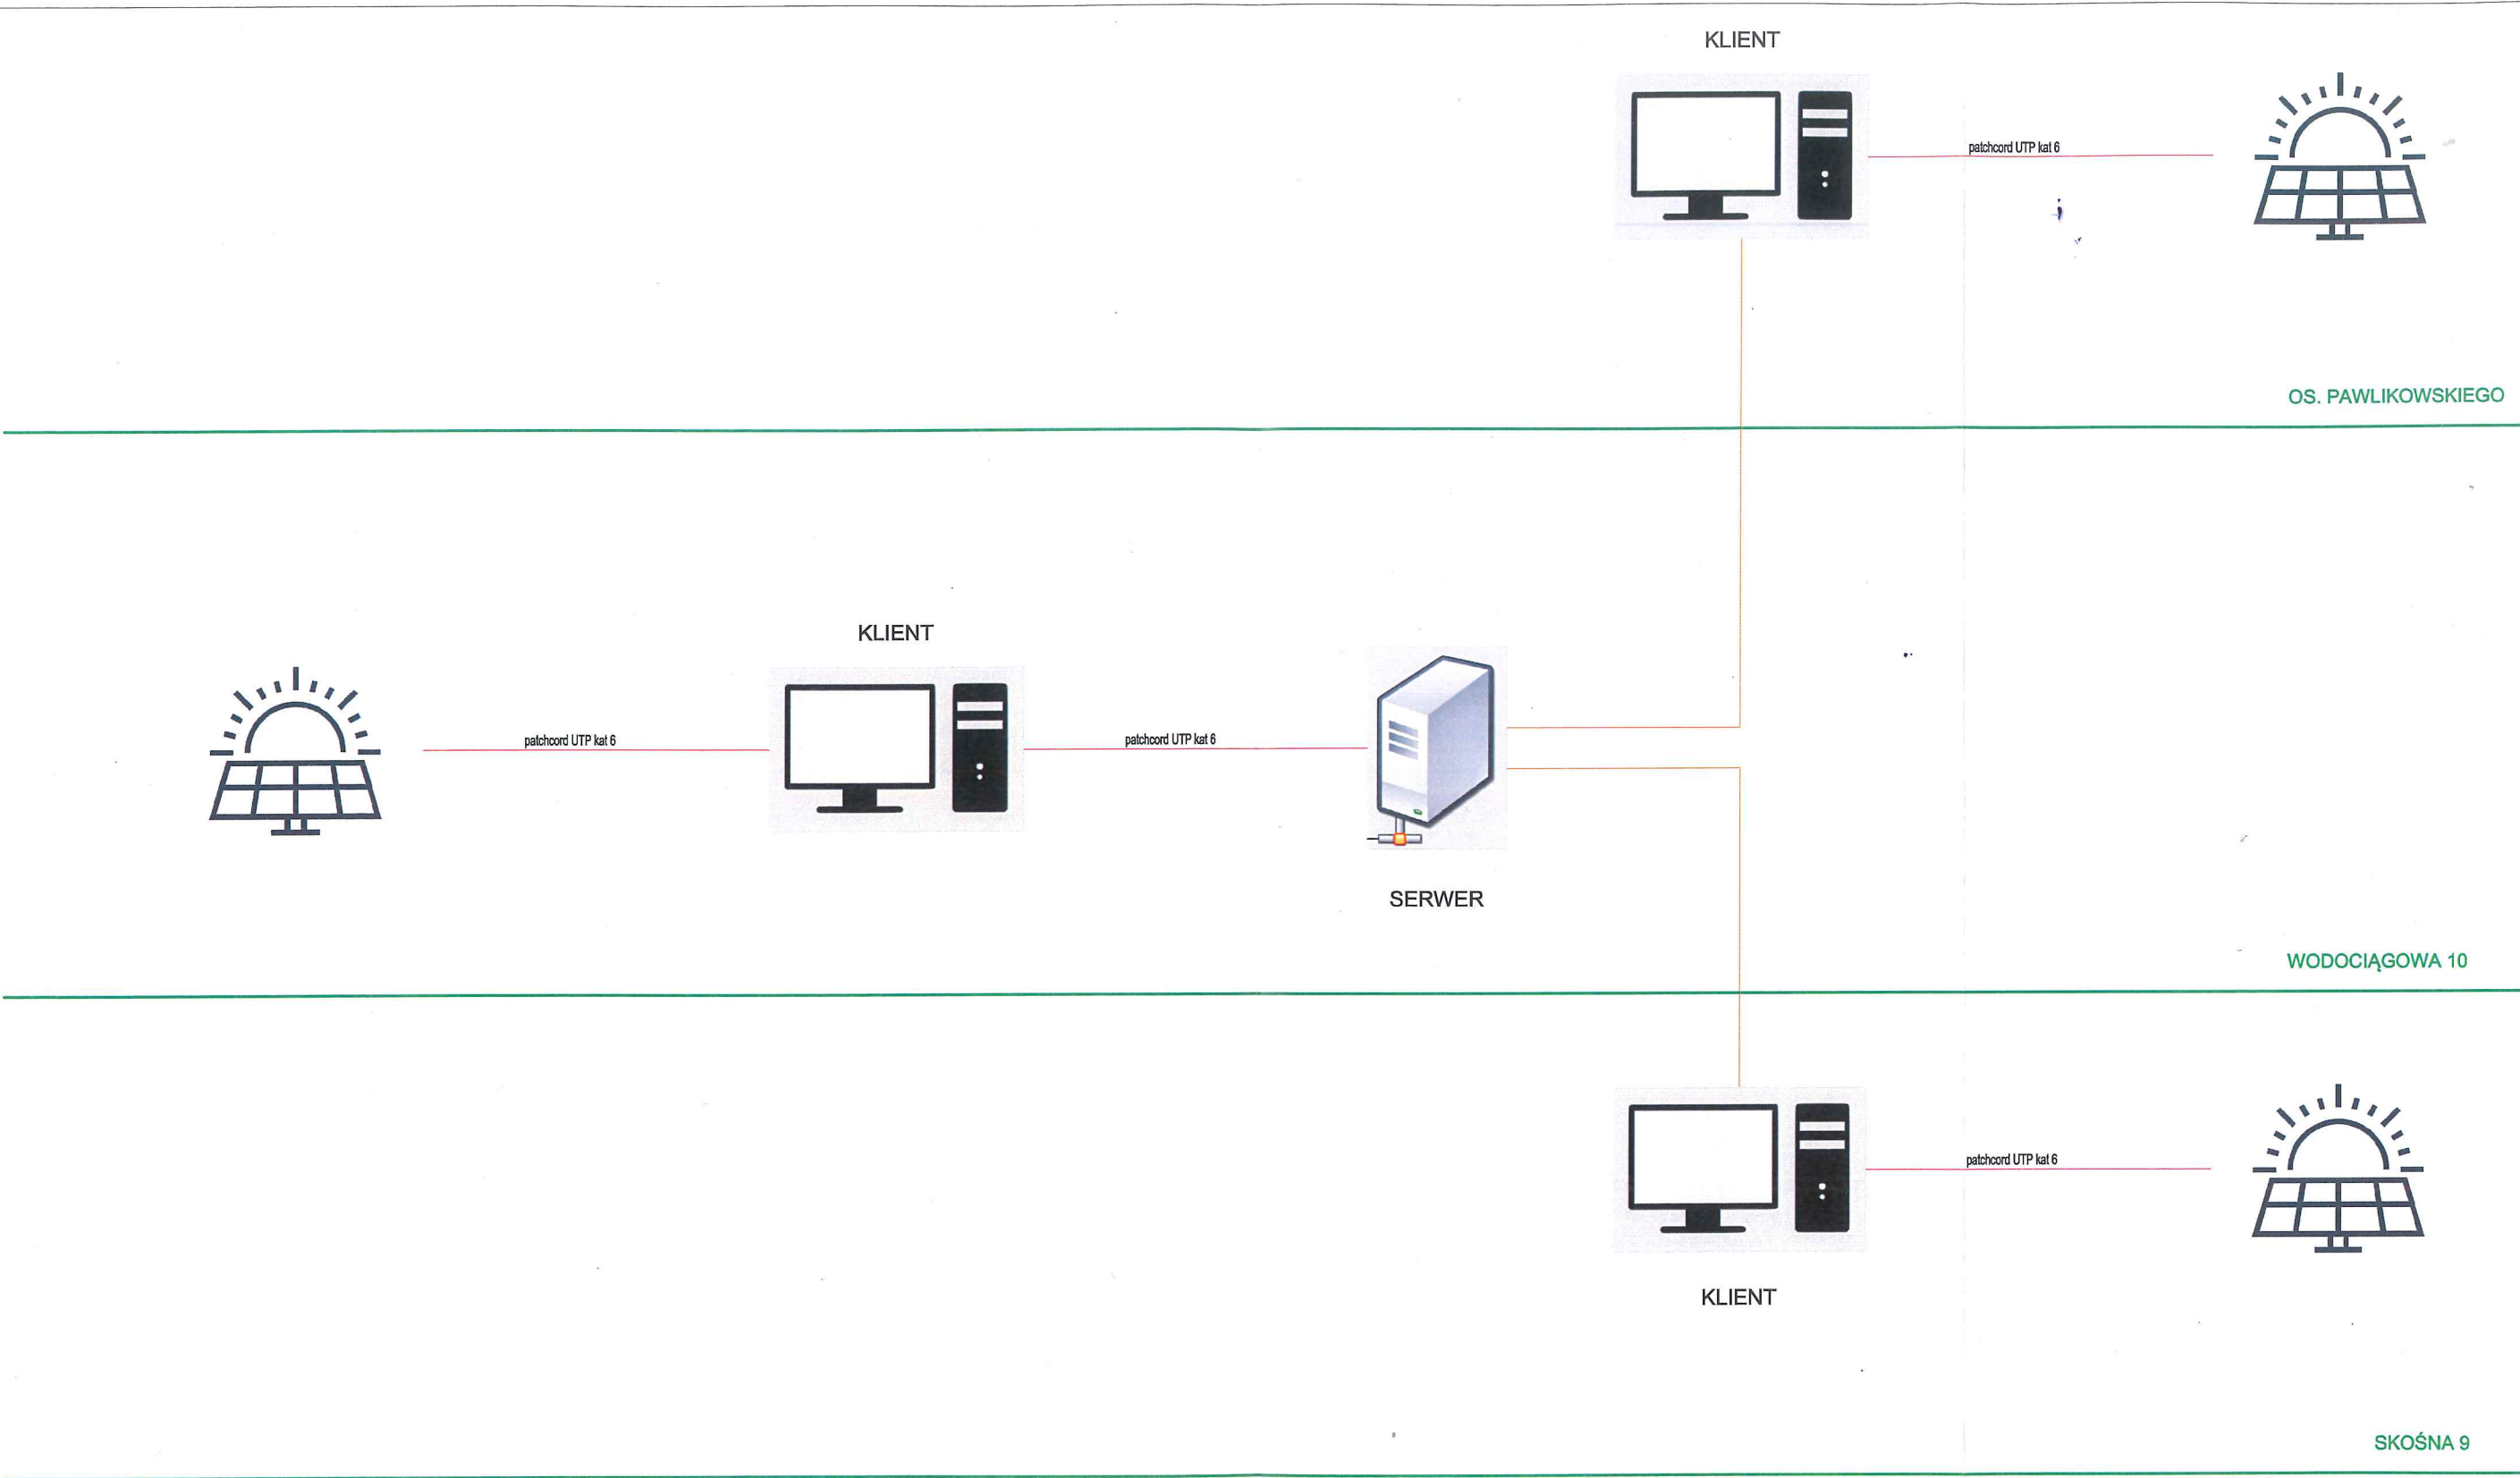 KLIENT
patchcord UTP kat 6
OS. PAWLIKOWSKIEGO
KLIENT
patchcord UTP kat 6
patchcord UTP kat 6
SERWER
WODOCIĄGOWA 10
patchcord UTP kat 6
KLIENT
SKOŚNA 9